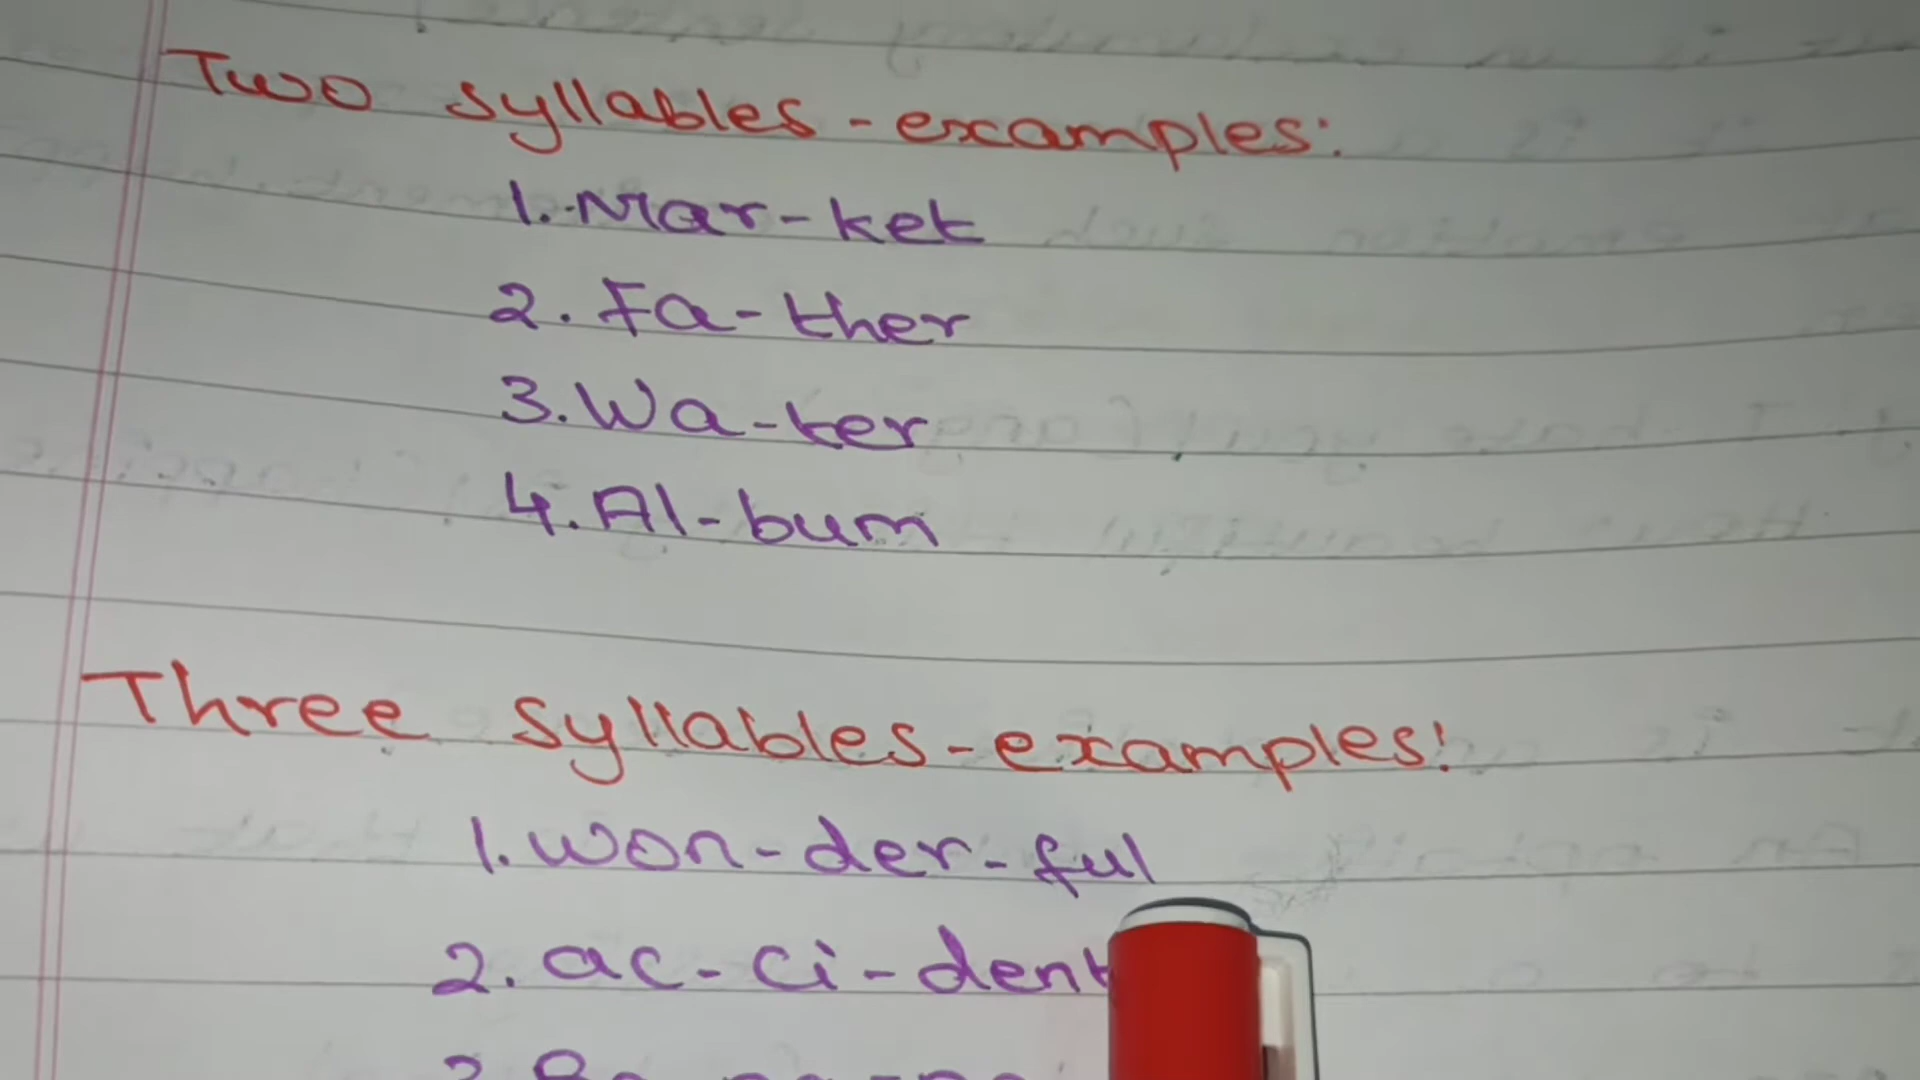 Two syllables-examples:
1. Mar-ket
2. Fa-ther
3. Wa-ter
4. Al-bum
Three syllables-examples:
1. won-der-ful
2. ac-ci-dent